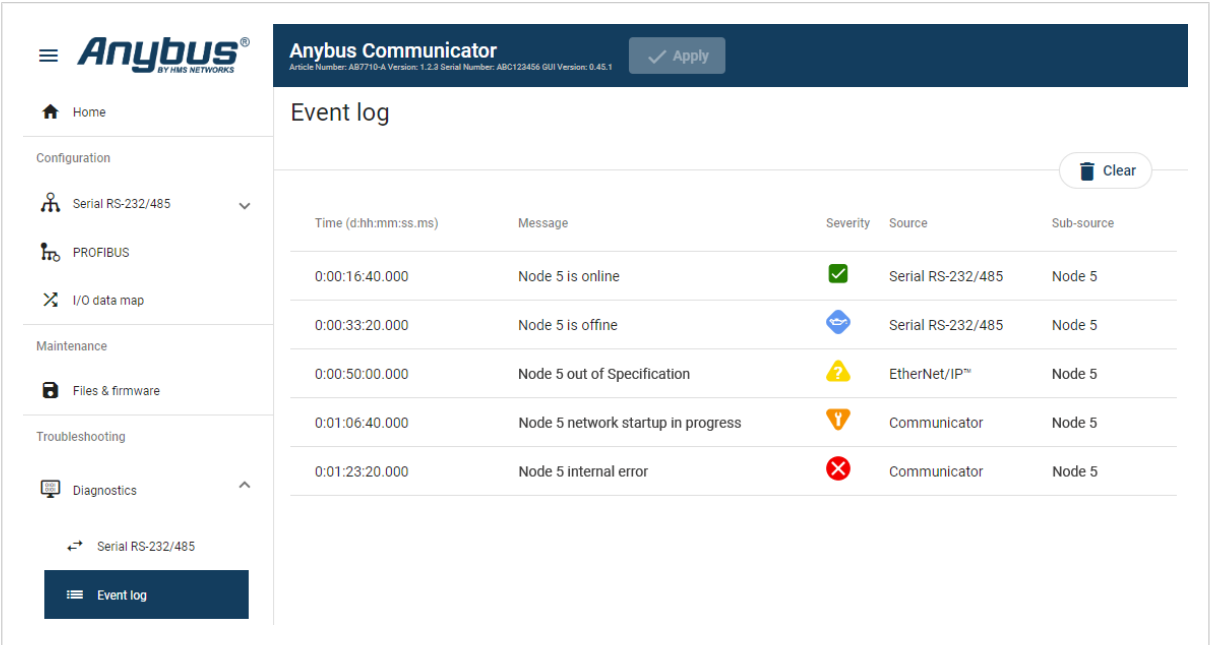 Anybus®
BY HMS NETWORKS
Anybus Communicator
Article Number: AB7710-A Version: 1.2.3 Serial Number: ABC123456 GUI Version: 0.45.1
Apply
Home
Configuration
Serial RS-232/485
PROFIBUS
I/O data map
Maintenance
Files & firmware
Troubleshooting
Diagnostics
Serial RS-232/485
Event log
Event log
Clear
Time (d:hh:mm:ss.ms) Message Severity Source Sub-source
0:00:16:40.000 Node 5 is online Serial RS-232/485 Node 5
0:00:33:20.000 Node 5 is offine Serial RS-232/485 Node 5
0:00:50:00.000 Node 5 out of Specification ? EtherNet/IP™ Node 5
0:01:06:40.000 Node 5 network startup in progress Communicator Node 5
0:01:23:20.000 Node 5 internal error Communicator Node 5